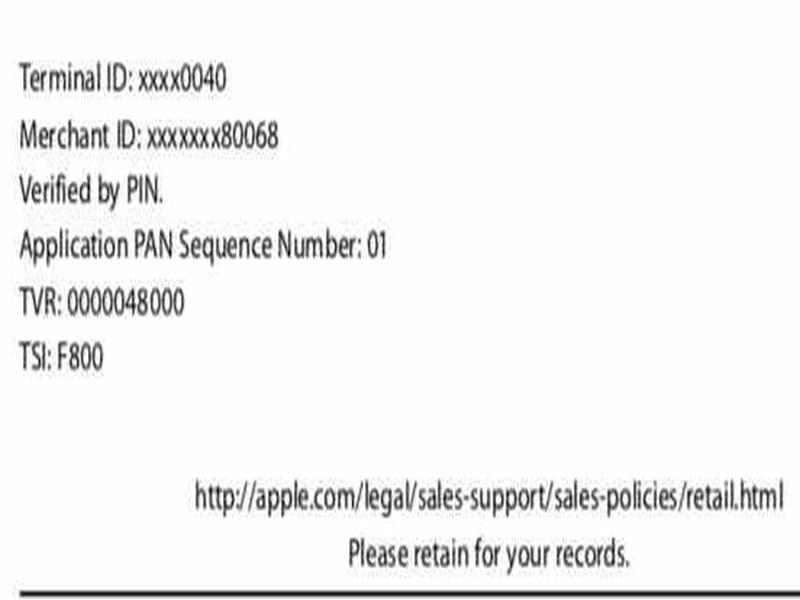 Terminal ID: xxxx0040
Merchant ID: xxxxxxx80068
Verified by PIN.
Application PAN Sequence Number: 01
TVR: 0000048000
TSI: F800
http://apple.com/legal/sales-support/sales-policies/retail.html
Please retain for your records.